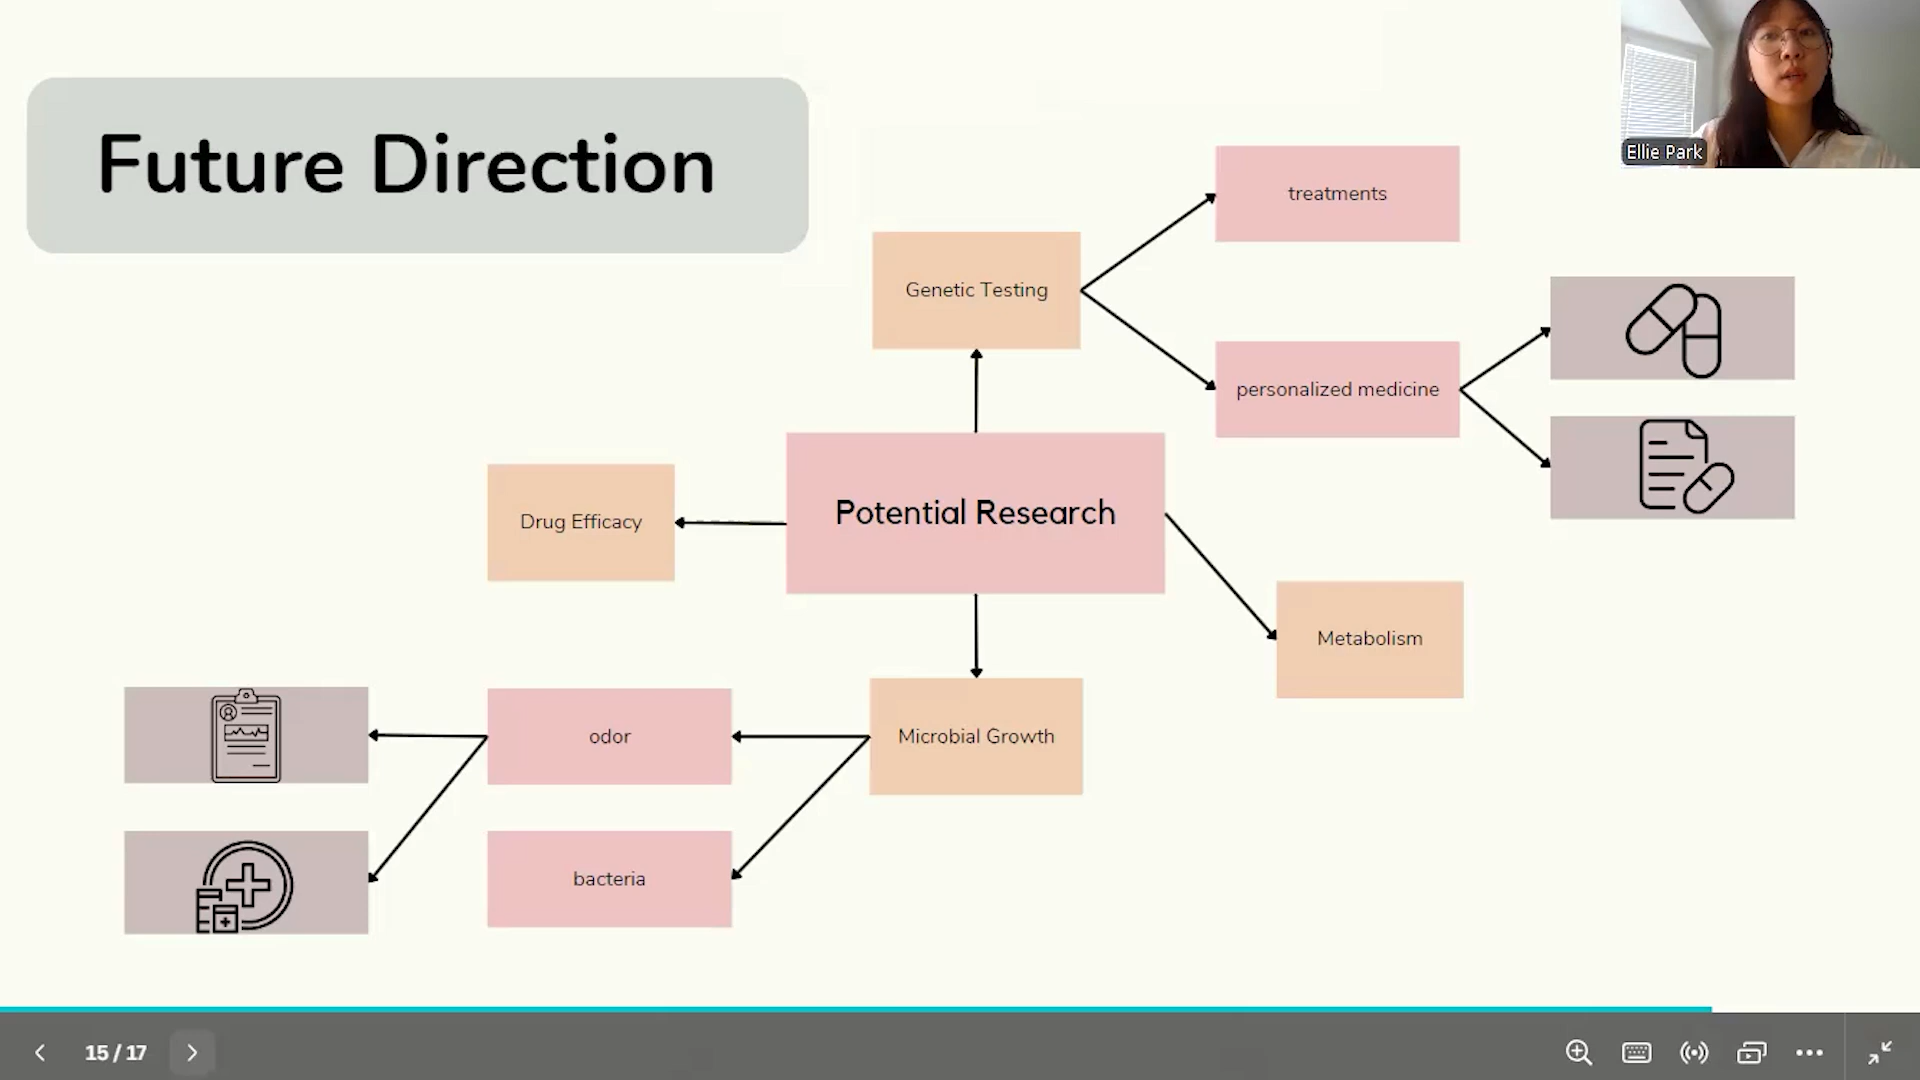 Future Direction
Ellie Park
treatments
Genetic Testing
personalized medicine
Potential Research
Drug Efficacy
Metabolism
odor
Microbial Growth
bacteria
15 / 17